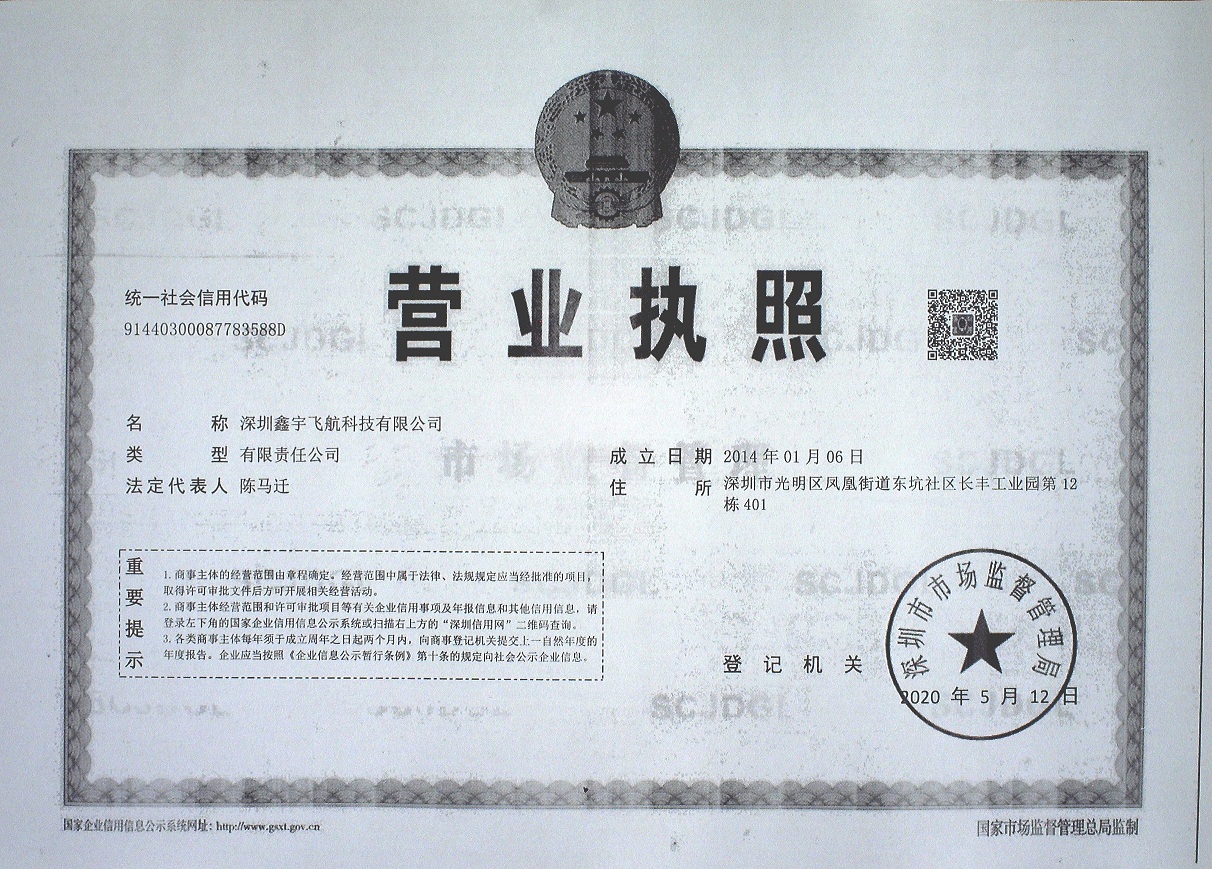 营业执照
统一社会信用代码
91440300087783588D
名称 深圳鑫宇飞航科技有限公司
类型 有限责任公司
法定代表人 陈马迁
成立日期 2014年01月06日
住所 深圳市光明区凤凰街道东坑社区长丰工业园第12
栋401
重要提示
1.商事主体的经营范围由章程确定。经营范围中属于法律、法规规定应当经批准的项目，
取得许可审批文件后方可开展相关经营活动。
2.商事主体经营范围和许可审批项目等有关企业信用事项及年报信息和其他信用信息，请
登录左下角的国家企业信用信息公示系统或扫描右上方的“深圳信用网”二维码查询。
3.各类商事主体每年须于成立周年之日起两个月内，向商事登记机关提交上一自然年度的
年度报告。企业应当按照《企业信息公示暂行条例》第十条的规定向社会公示企业信息。
登记机关
深圳市市场监督管理局
2020年5月12日
国家企业信用信息公示系统网址：http://www.gsxt.gov.cn
国家市场监督管理总局监制